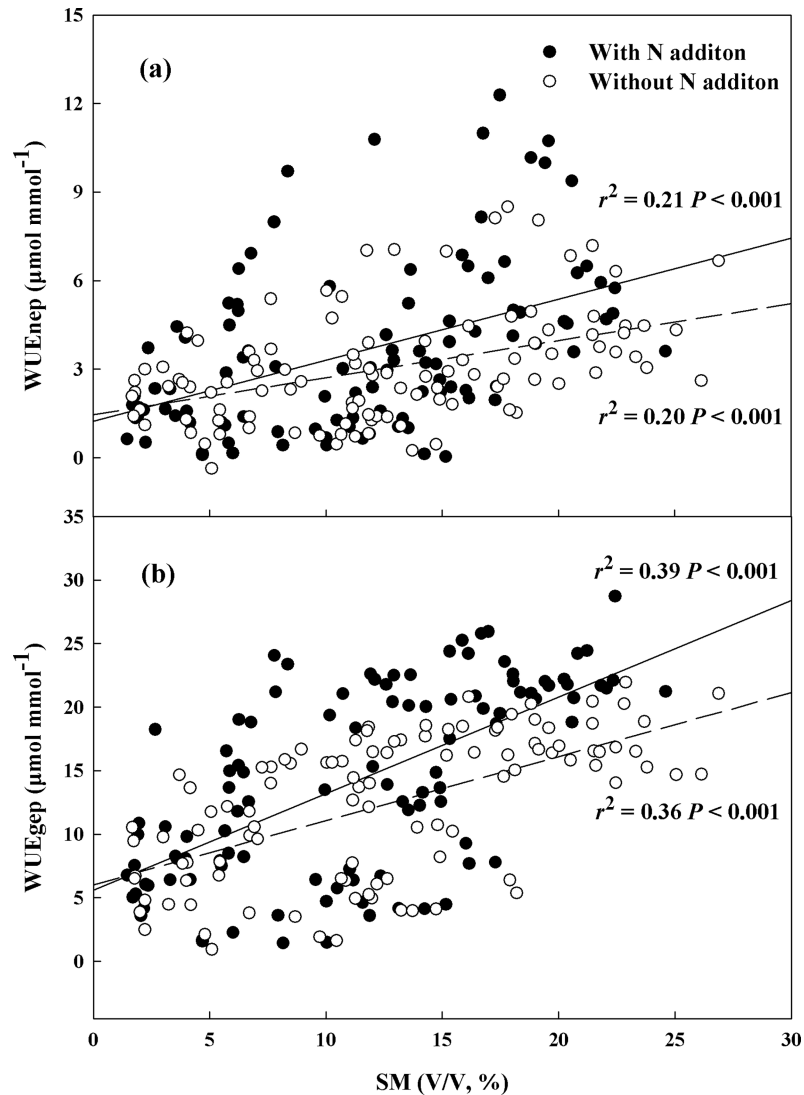 15
(a)
With N additon
Without N additon
12
9
r² = 0.21 P < 0.001
6
3
r² = 0.20 P < 0.001
0
WUEnep (µmol mmol⁻¹)
35
(b)
r² = 0.39 P < 0.001
30
25
20
15
r² = 0.36 P < 0.001
10
5
0
WUEgep (µmol mmol⁻¹)
0 5 10 15 20 25 30
SM (V/V, %)